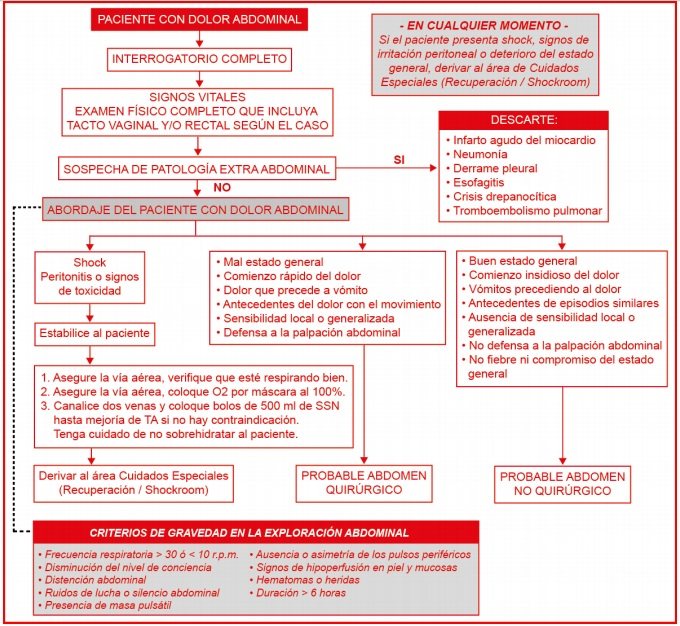 PACIENTE CON DOLOR ABDOMINAL
- EN CUALQUIER MOMENTO -
Si el paciente presenta shock, signos de
irritación peritoneal o deterioro del estado
general, derivar al área de Cuidados
Especiales (Recuperación / Shockroom)
INTERROGATORIO COMPLETO
SIGNOS VITALES
EXAMEN FÍSICO COMPLETO QUE INCLUYA
TACTO VAGINAL Y/O RECTAL SEGÚN EL CASO
SOSPECHA DE PATOLOGÍA EXTRA ABDOMINAL
SI
DESCARTE:
• Infarto agudo del miocardio
• Neumonía
• Derrame pleural
• Esofagitis
• Crisis drepanocítica
• Tromboembolismo pulmonar
NO
ABORDAJE DEL PACIENTE CON DOLOR ABDOMINAL
Shock
Peritonitis o signos
de toxicidad
Estabilice al paciente
1. Asegure la vía aérea, verifique que esté respirando bien.
2. Asegure la vía aérea, coloque O2 por máscara al 100%.
3. Canalice dos venas y coloque bolos de 500 ml de SSN
hasta mejoría de TA si no hay contraindicación.
Tenga cuidado de no sobrehidratar al paciente.
Derivar al área Cuidados Especiales
(Recuperación / Shockroom)
• Mal estado general
• Comienzo rápido del dolor
• Dolor que precede a vómito
• Antecedentes del dolor con el movimiento
• Sensibilidad local o generalizada
• Defensa a la palpación abdominal
PROBABLE ABDOMEN
QUIRÚRGICO
• Buen estado general
• Comienzo insidioso del dolor
• Vómitos precediendo al dolor
• Antecedentes de episodios similares
• Ausencia de sensibilidad local o
generalizada
• No defensa a la palpación abdominal
• No fiebre ni compromiso del estado
general
PROBABLE ABDOMEN
NO QUIRÚRGICO
CRITERIOS DE GRAVEDAD EN LA EXPLORACIÓN ABDOMINAL
• Frecuencia respiratoria > 30 ó < 10 r.p.m.
• Disminución del nivel de conciencia
• Distención abdominal
• Ruidos de lucha o silencio abdominal
• Presencia de masa pulsátil
• Ausencia o asimetría de los pulsos periféricos
• Signos de hipoperfusión en piel y mucosas
• Hematomas o heridas
• Duración > 6 horas